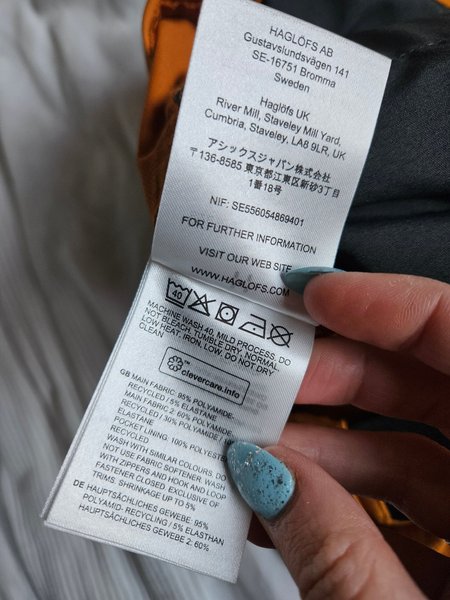 HAGLÖFS AB
Gustavslundsvägen 141
SE-16751 Bromma
Sweden
Haglöfs UK
River Mill, Staveley Mill Yard,
Cumbria, Staveley, LA8 9LR, UK
アシックスジャパン株式会社
〒136-8585 東京都江東区新砂3丁目
1番18号
NIF: SE556054869401
FOR FURTHER INFORMATION
VISIT OUR WEB SITE
WWW.HAGLOFS.COM
40
MACHINE WASH 40, MILD PROCESS, DO
NOT BLEACH, TUMBLE DRY, NORMAL,
LOW HEAT, IRON, LOW, DO NOT DRY
CLEAN
clevercare.info
GB MAIN FABRIC: 95% POLYAMIDE-
RECYCLED / 5% ELASTANE
MAIN FABRIC 2: 60% POLYAMIDE
RECYCLED / 30% POLYAMIDE /
ELASTANE
POCKET LINING: 100% POLYESTER
RECYCLED
WASH WITH SIMILAR COLOURS, DO
NOT USE FABRIC SOFTENER. WASH
WITH ZIPPERS AND HOOK AND LOOP
FASTENERS CLOSED. EXCLUSIVE OF
TRIMS. SHRINKAGE UP TO 5%
DE HAUPTSÄCHLICHES GEWEBE: 95%
POLYAMID- RECYCLING / 5% ELASTHAN
HAUPTSÄCHLICHES GEWEBE 2: 60%